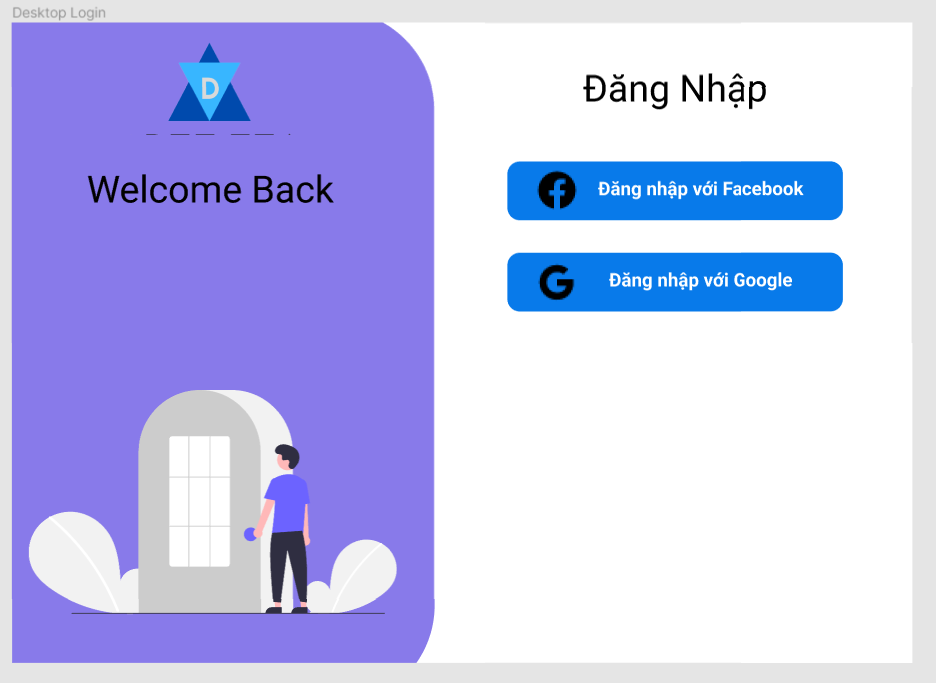 Desktop Login
D
Welcome Back
Đăng Nhập
Đăng nhập với Facebook
Đăng nhập với Google